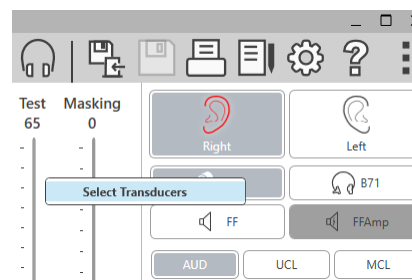 Test Masking
65 0
Right Left
Select Transducers
B71
FF FFAmp
AUD UCL MCL